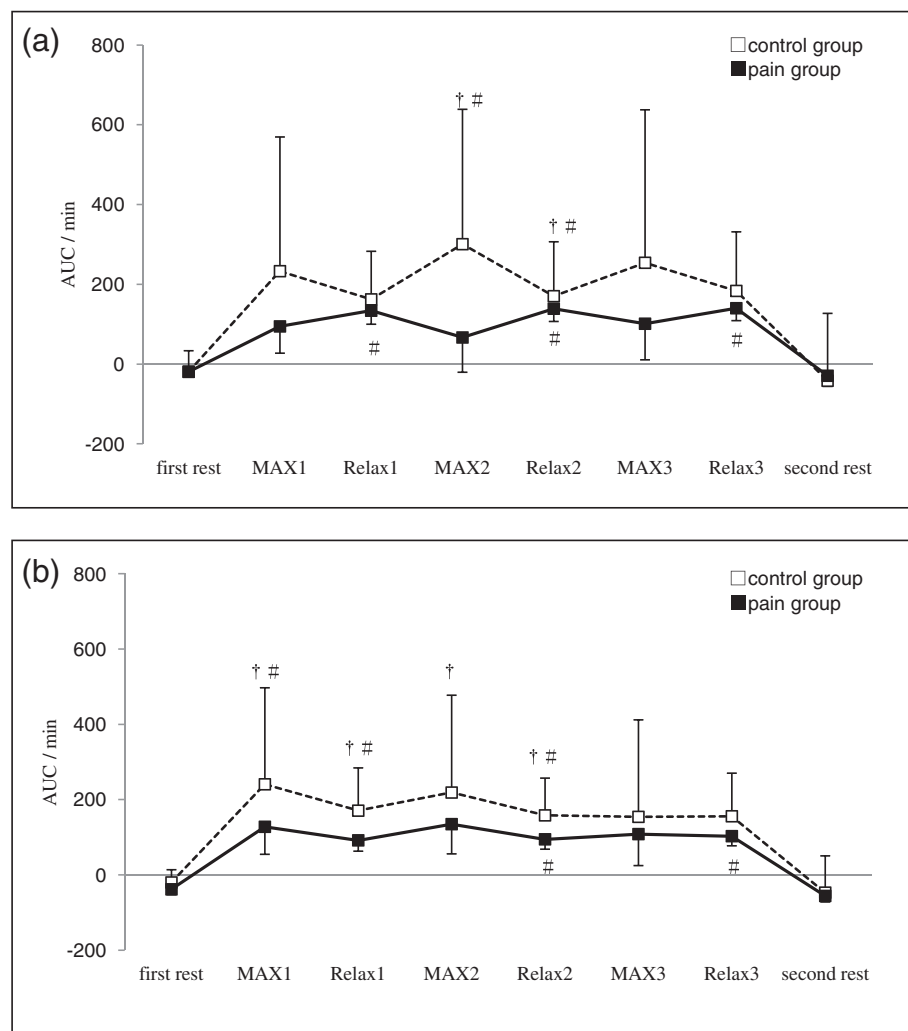 (a)
800
600
400
200
0
-200
AUC / min
□control group
■pain group
† #
† #
#
#
#
first rest MAX1 Relax1 MAX2 Relax2 MAX3 Relax3 second rest
(b)
800
600
400
200
0
-200
AUC / min
□control group
■pain group
† #
†
† #
† #
#
#
first rest MAX1 Relax1 MAX2 Relax2 MAX3 Relax3 second rest